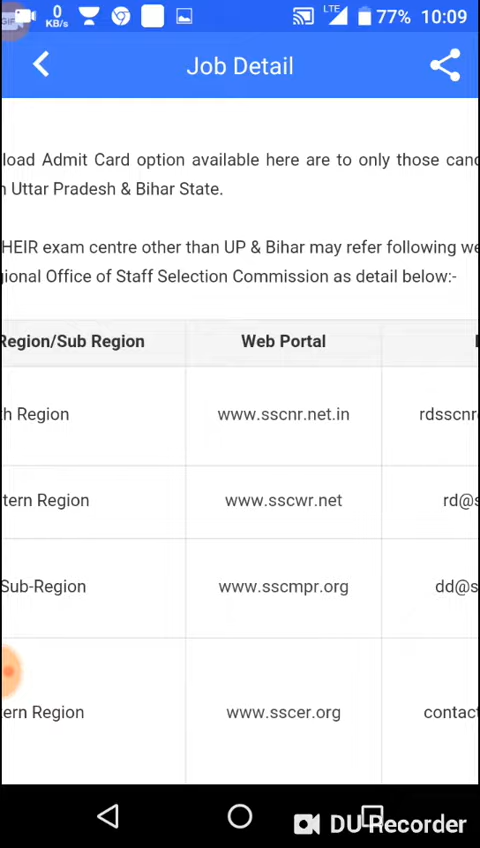 0
KB/s
LTE
77% 10:09
Job Detail
load Admit Card option available here are to only those canc
n Uttar Pradesh & Bihar State.
HEIR exam centre other than UP & Bihar may refer following we
gional Office of Staff Selection Commission as detail below:-
Region/Sub Region Web Portal
th Region www.sscnr.net.in rdsscnr
tern Region www.sscwr.net rd@s
Sub-Region www.sscmpr.org dd@s
ern Region www.sscer.org contact
DU Recorder